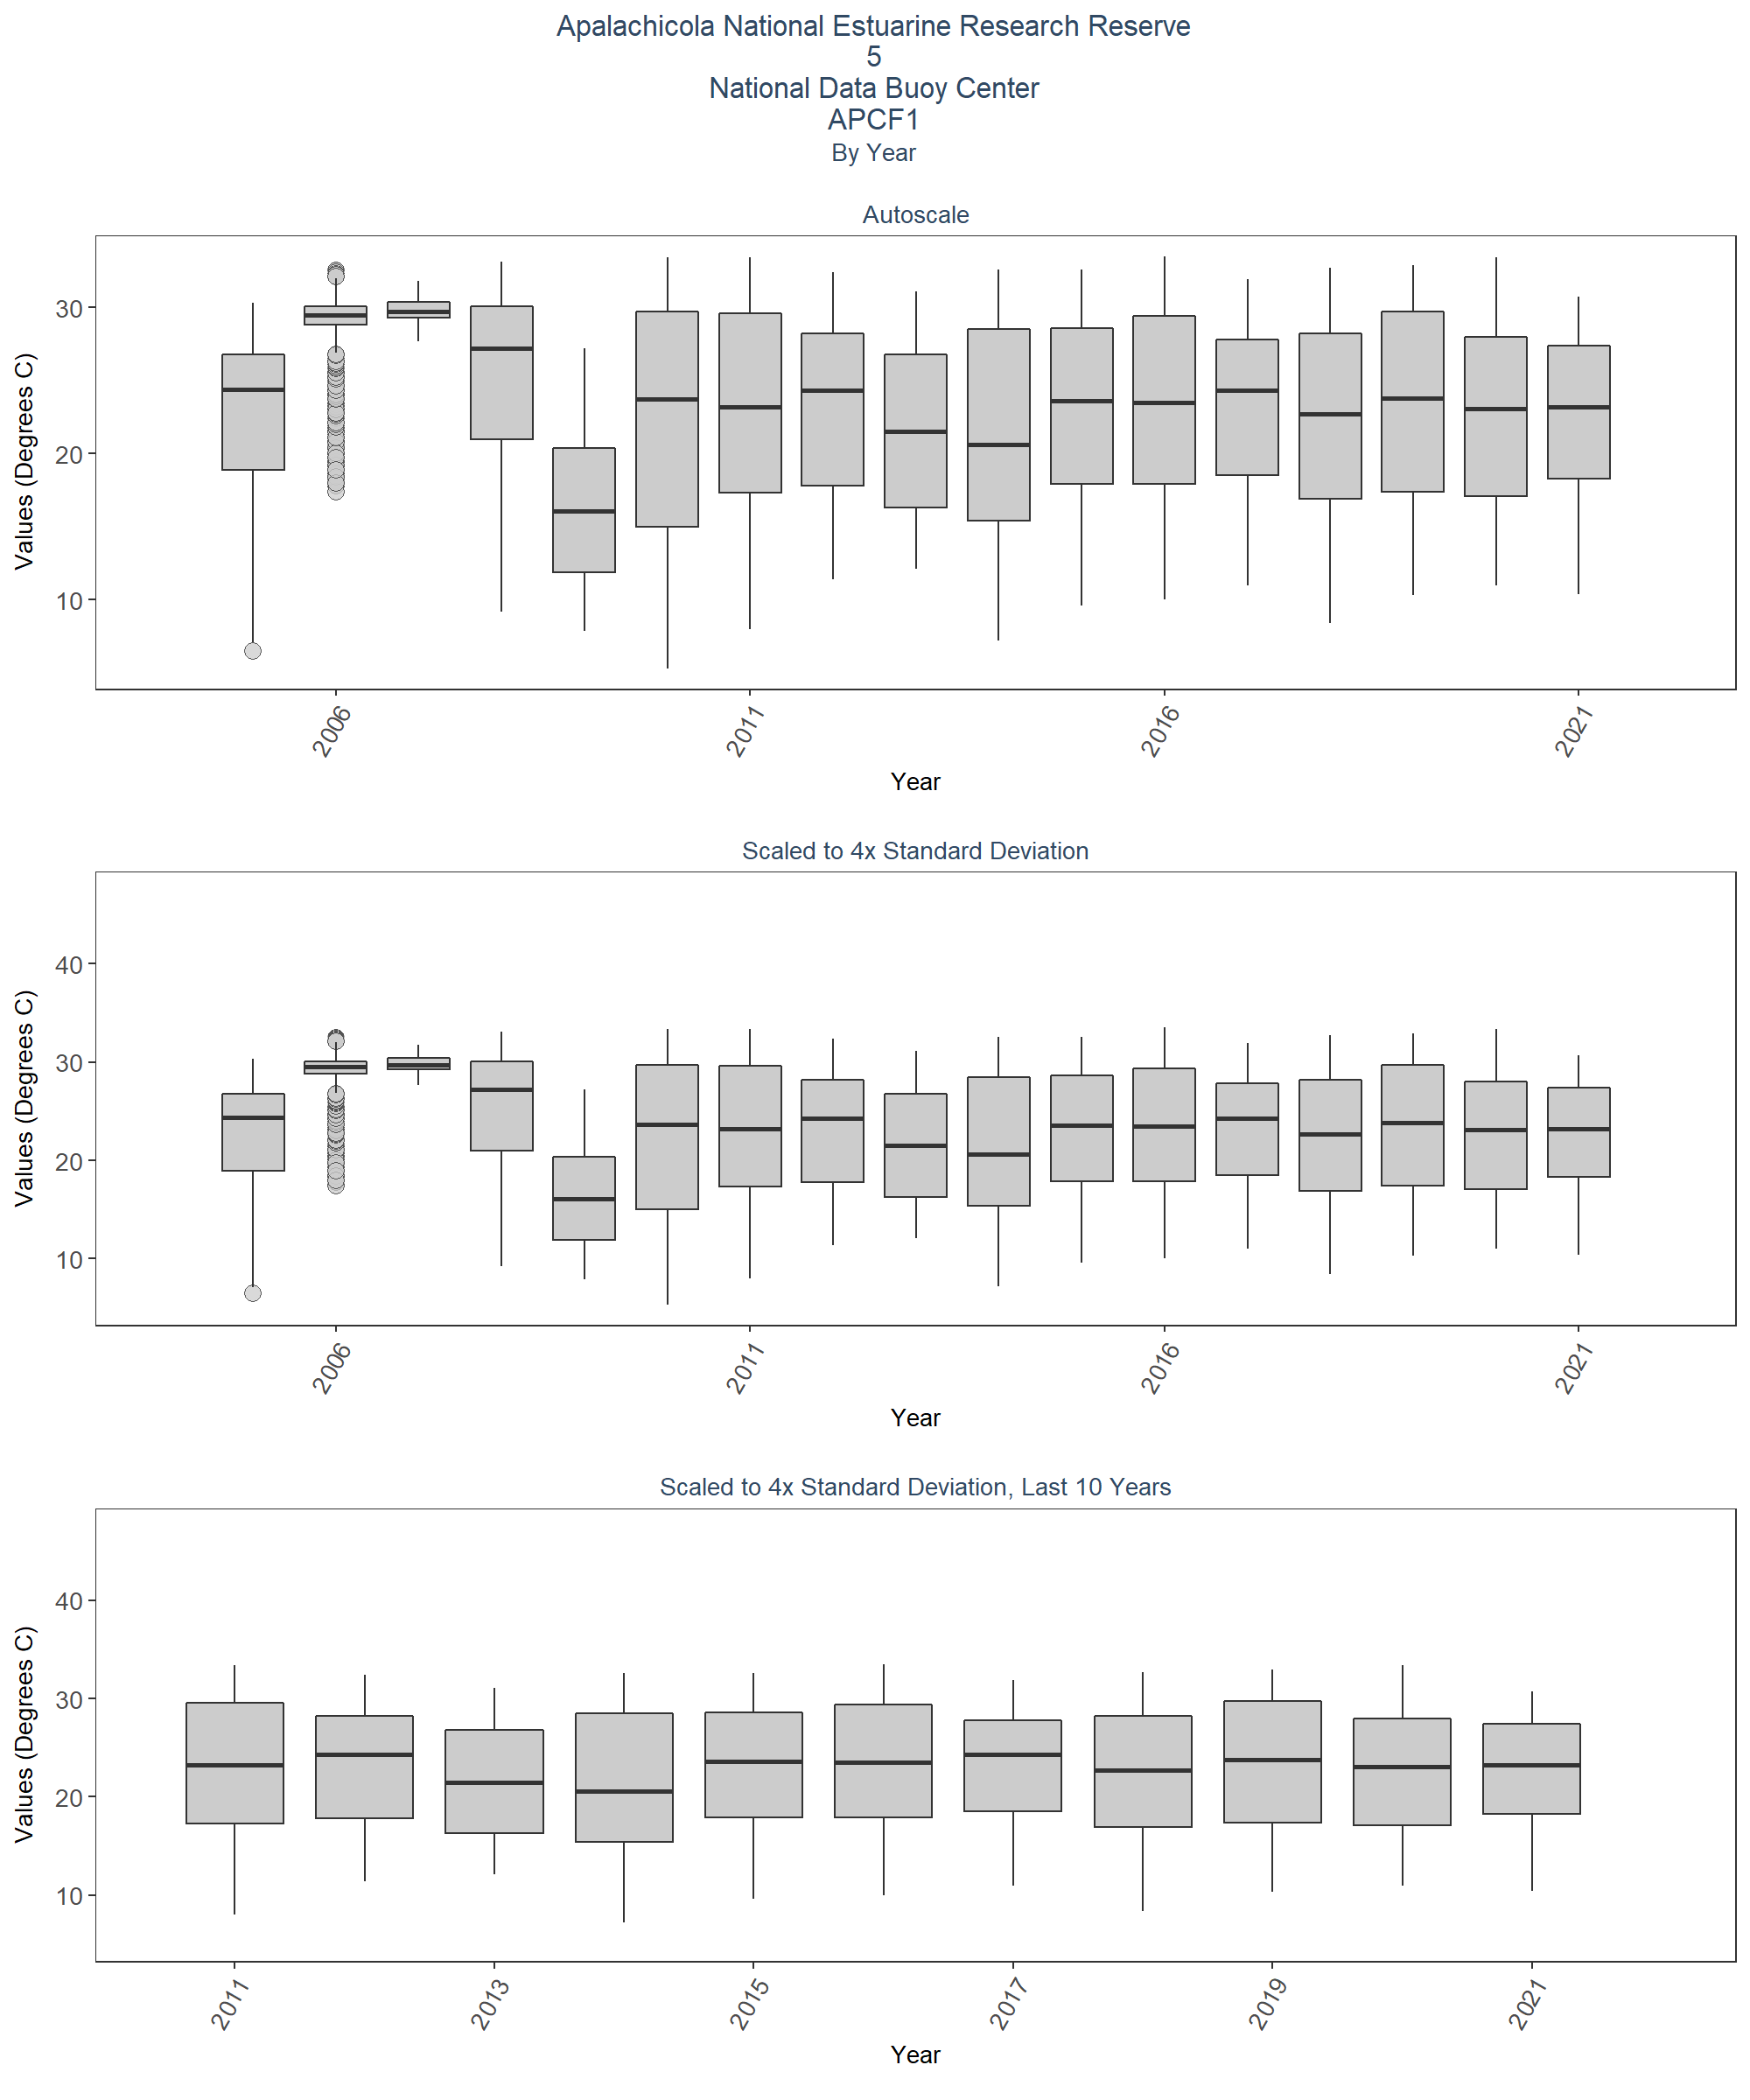 Apalachicola National Estuarine Research Reserve
5
National Data Buoy Center
APCF1
By Year
Autoscale
Values (Degrees C)
30
20
10
2006
2011
2016
2021
Year
Scaled to 4x Standard Deviation
Values (Degrees C)
40
30
20
10
2006
2011
2016
2021
Year
Scaled to 4x Standard Deviation, Last 10 Years
Values (Degrees C)
40
30
20
10
2011
2013
2015
2017
2019
2021
Year